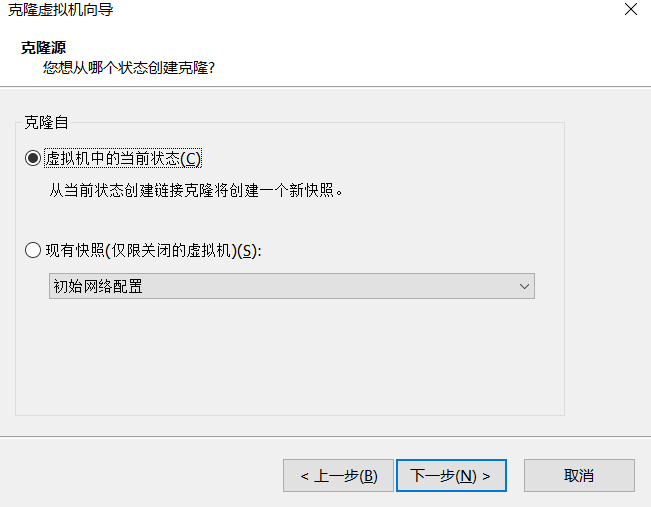 克隆虚拟机向导
克隆源
您想从哪个状态创建克隆?
克隆自
虚拟机中的当前状态(C)
从当前状态创建链接克隆将创建一个新快照。
现有快照(仅限关闭的虚拟机)(S):
初始网络配置
< 上一步(B) 下一步(N) > 取消